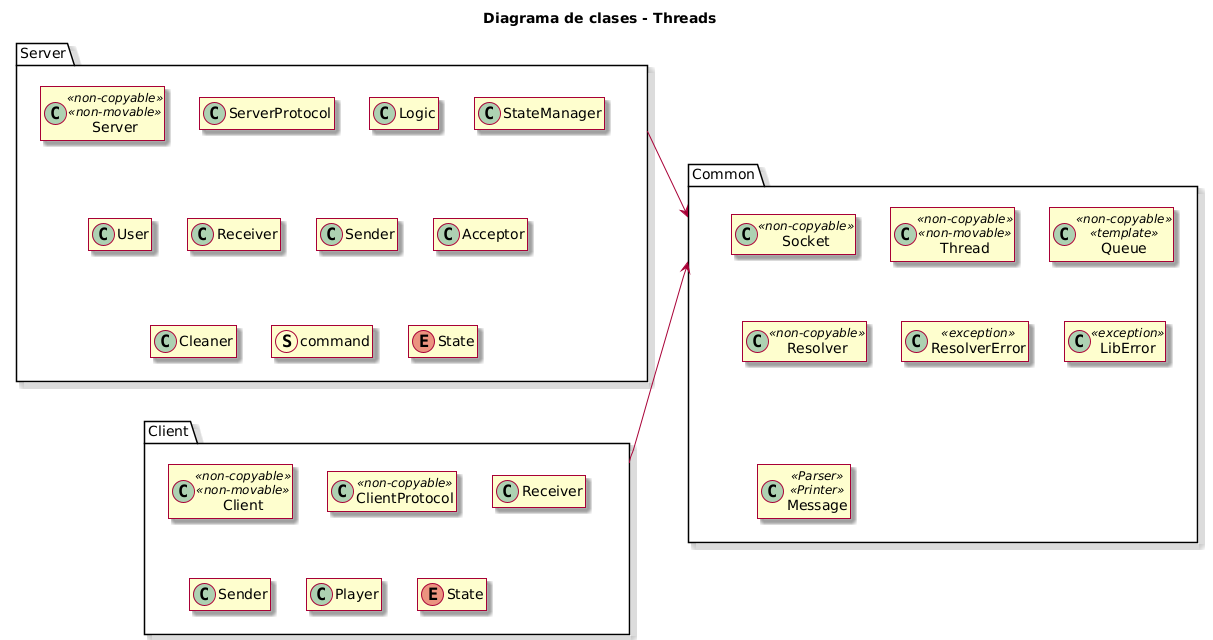 Diagrama de clases - Threads
Server
C
«non-copyable»
«non-movable»
Server
C ServerProtocol
C Logic
C StateManager
C User
C Receiver
C Sender
C Acceptor
C Cleaner
S command
E State
Common
C
«non-copyable»
Socket
C
«non-copyable»
«non-movable»
Thread
C
«non-copyable»
«template»
Queue
C
«non-copyable»
Resolver
C
«exception»
ResolverError
C
«exception»
LibError
C
«Parser»
«Printer»
Message
Client
C
«non-copyable»
«non-movable»
Client
C
«non-copyable»
ClientProtocol
C Receiver
C Sender
C Player
E State